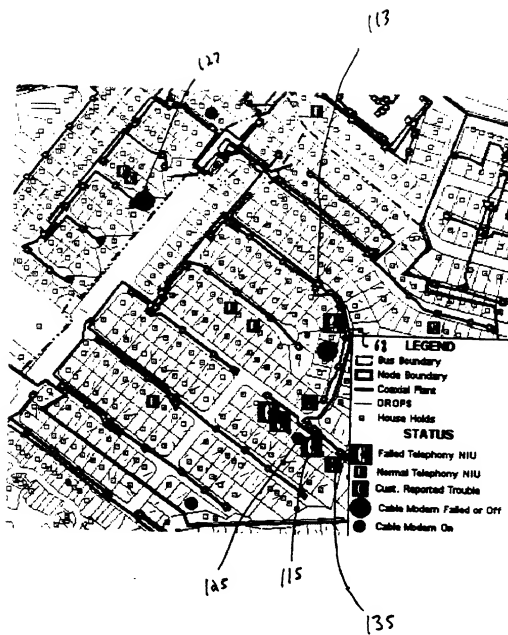 113
127
LEGEND
Bus Boundary
Node Boundary
Coaxial Plant
DROPS
House Holds
STATUS
Failed Telephony NIU
Normal Telephony NIU
Cust. Reported Trouble
Cable Modem Failed or Off
Cable Modem On
125
115
135